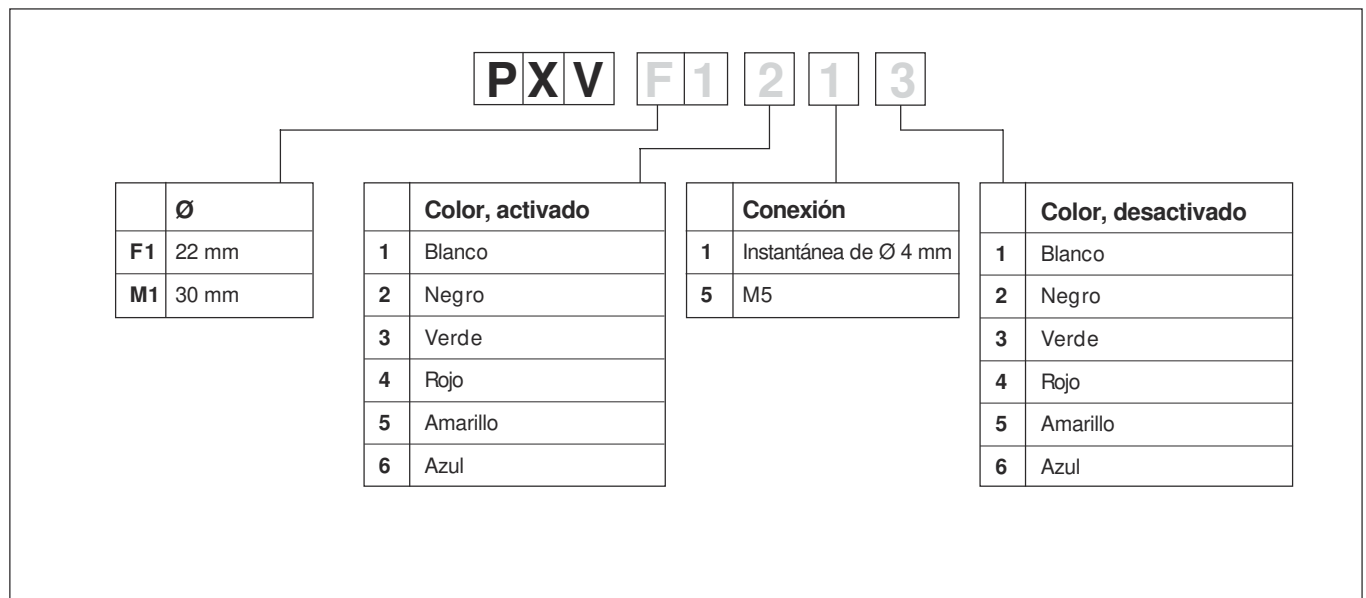 PXV F1 2 1 3
Ø
F1 22 mm
M1 30 mm
Color, activado
1 Blanco
2 Negro
3 Verde
4 Rojo
5 Amarillo
6 Azul
Conexión
1 Instantánea de Ø 4 mm
5 M5
Color, desactivado
1 Blanco
2 Negro
3 Verde
4 Rojo
5 Amarillo
6 Azul